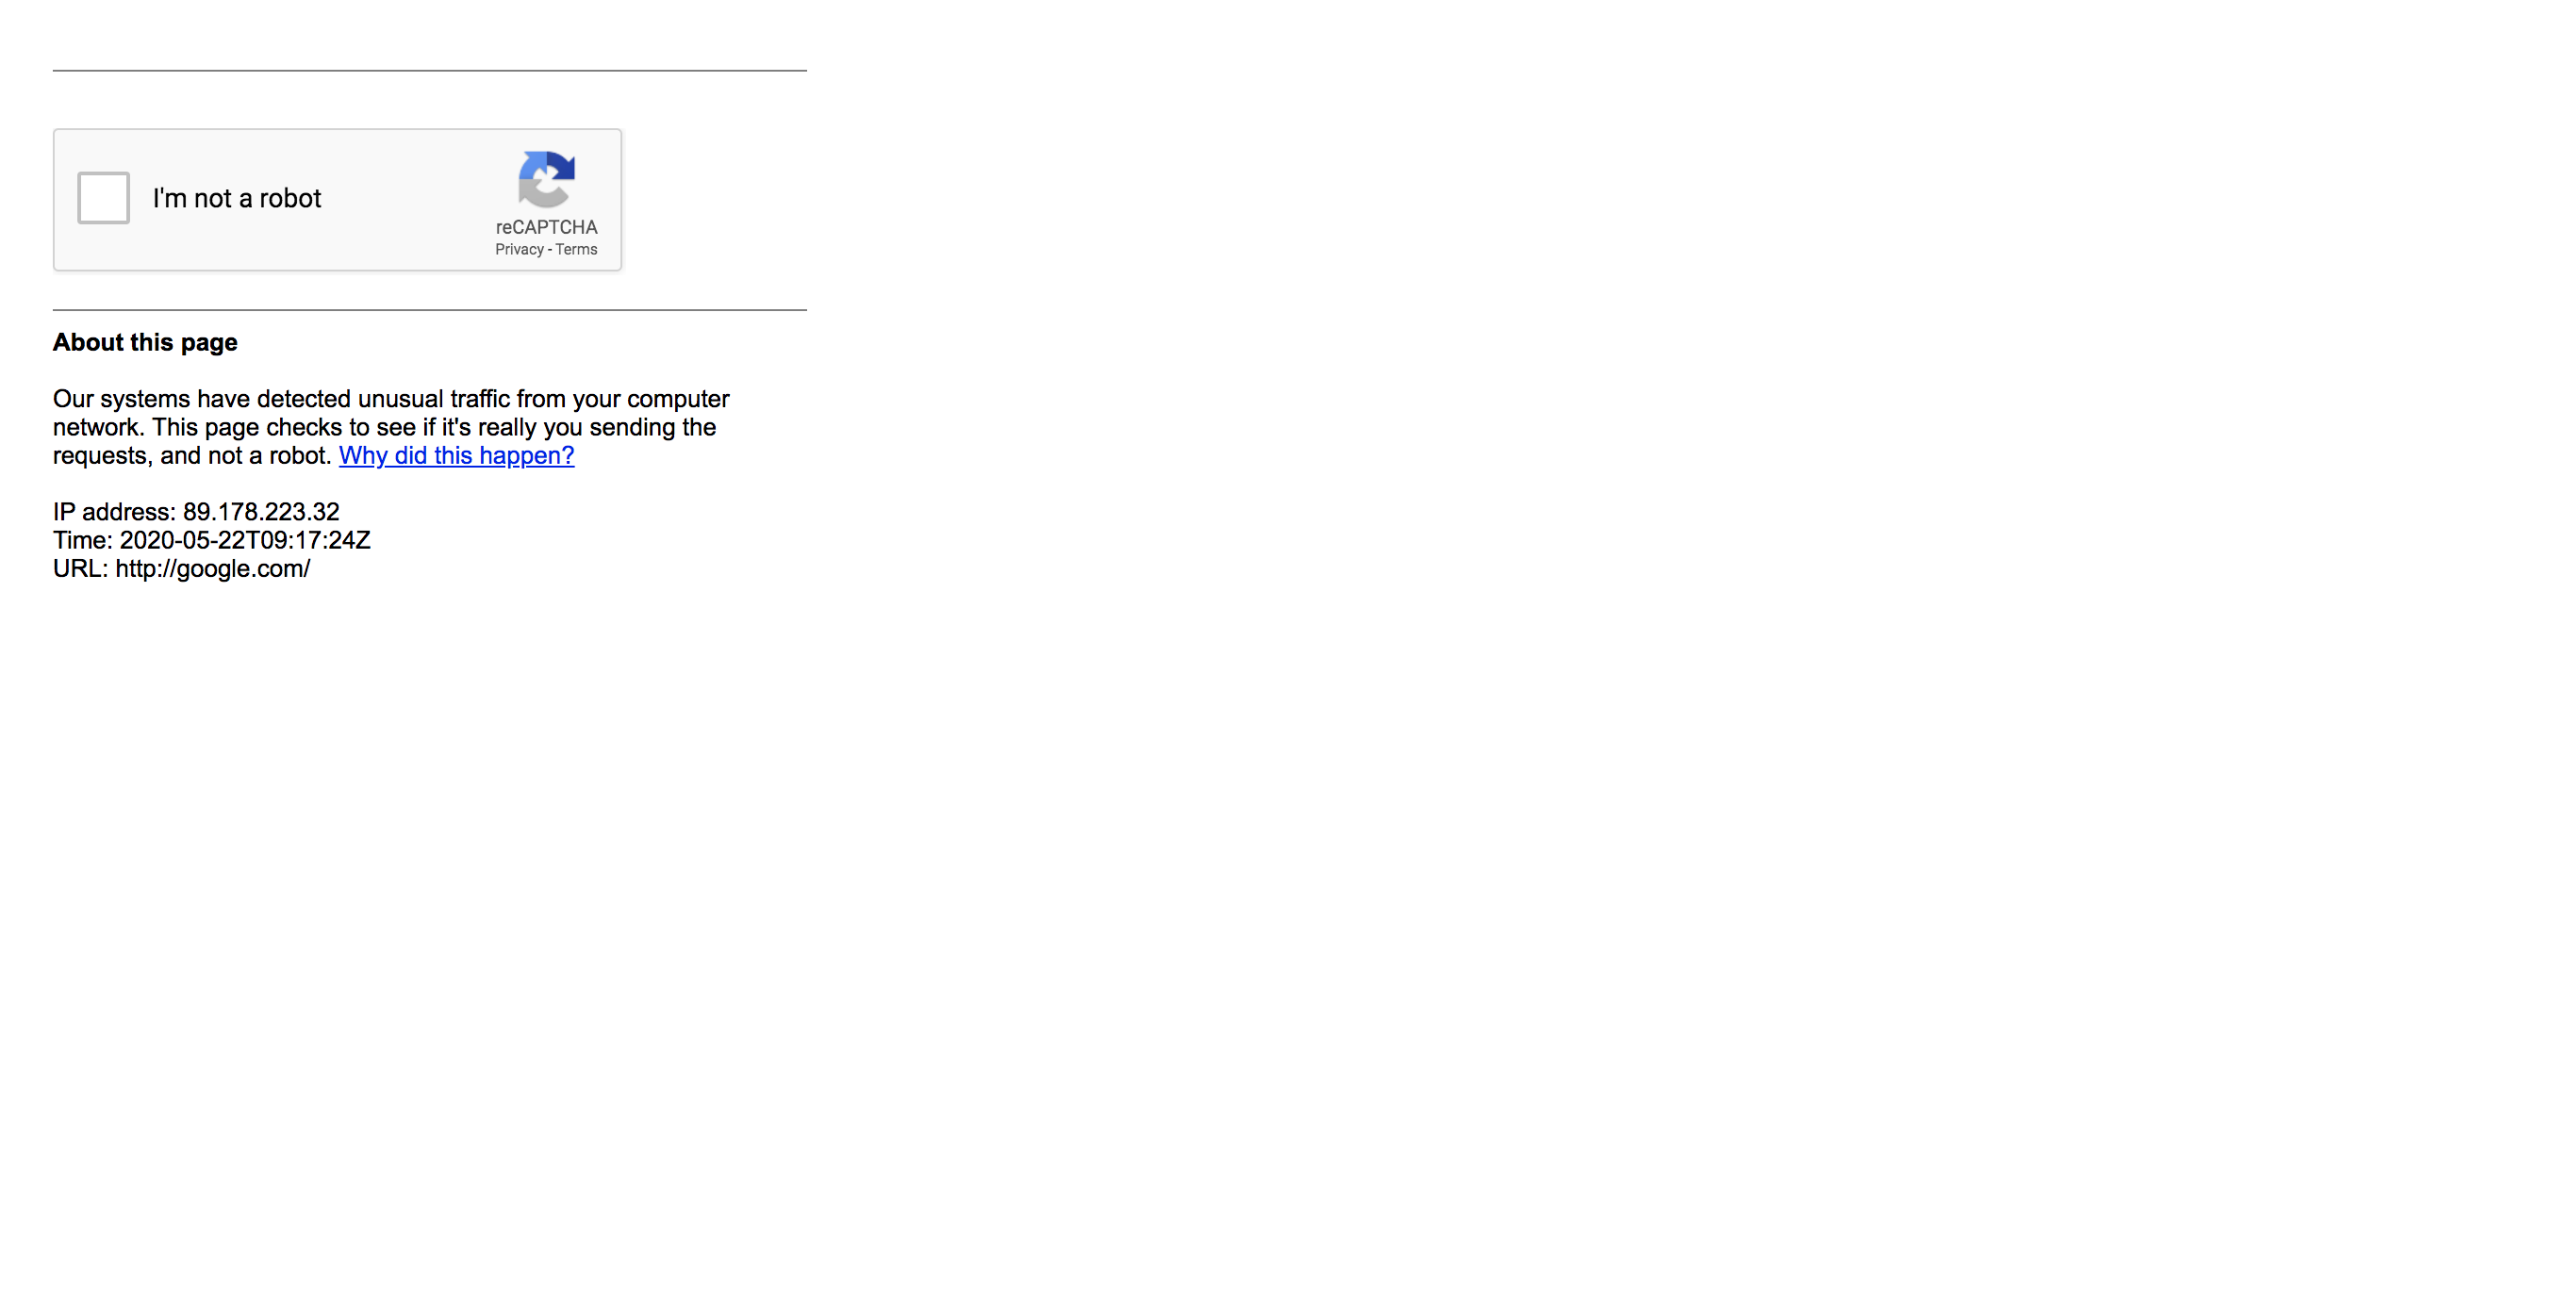 I'm not a robot
reCAPTCHA
Privacy - Terms
About this page
Our systems have detected unusual traffic from your computer
network. This page checks to see if it's really you sending the
requests, and not a robot. Why did this happen?
IP address: 89.178.223.32
Time: 2020-05-22T09:17:24Z
URL: http://google.com/